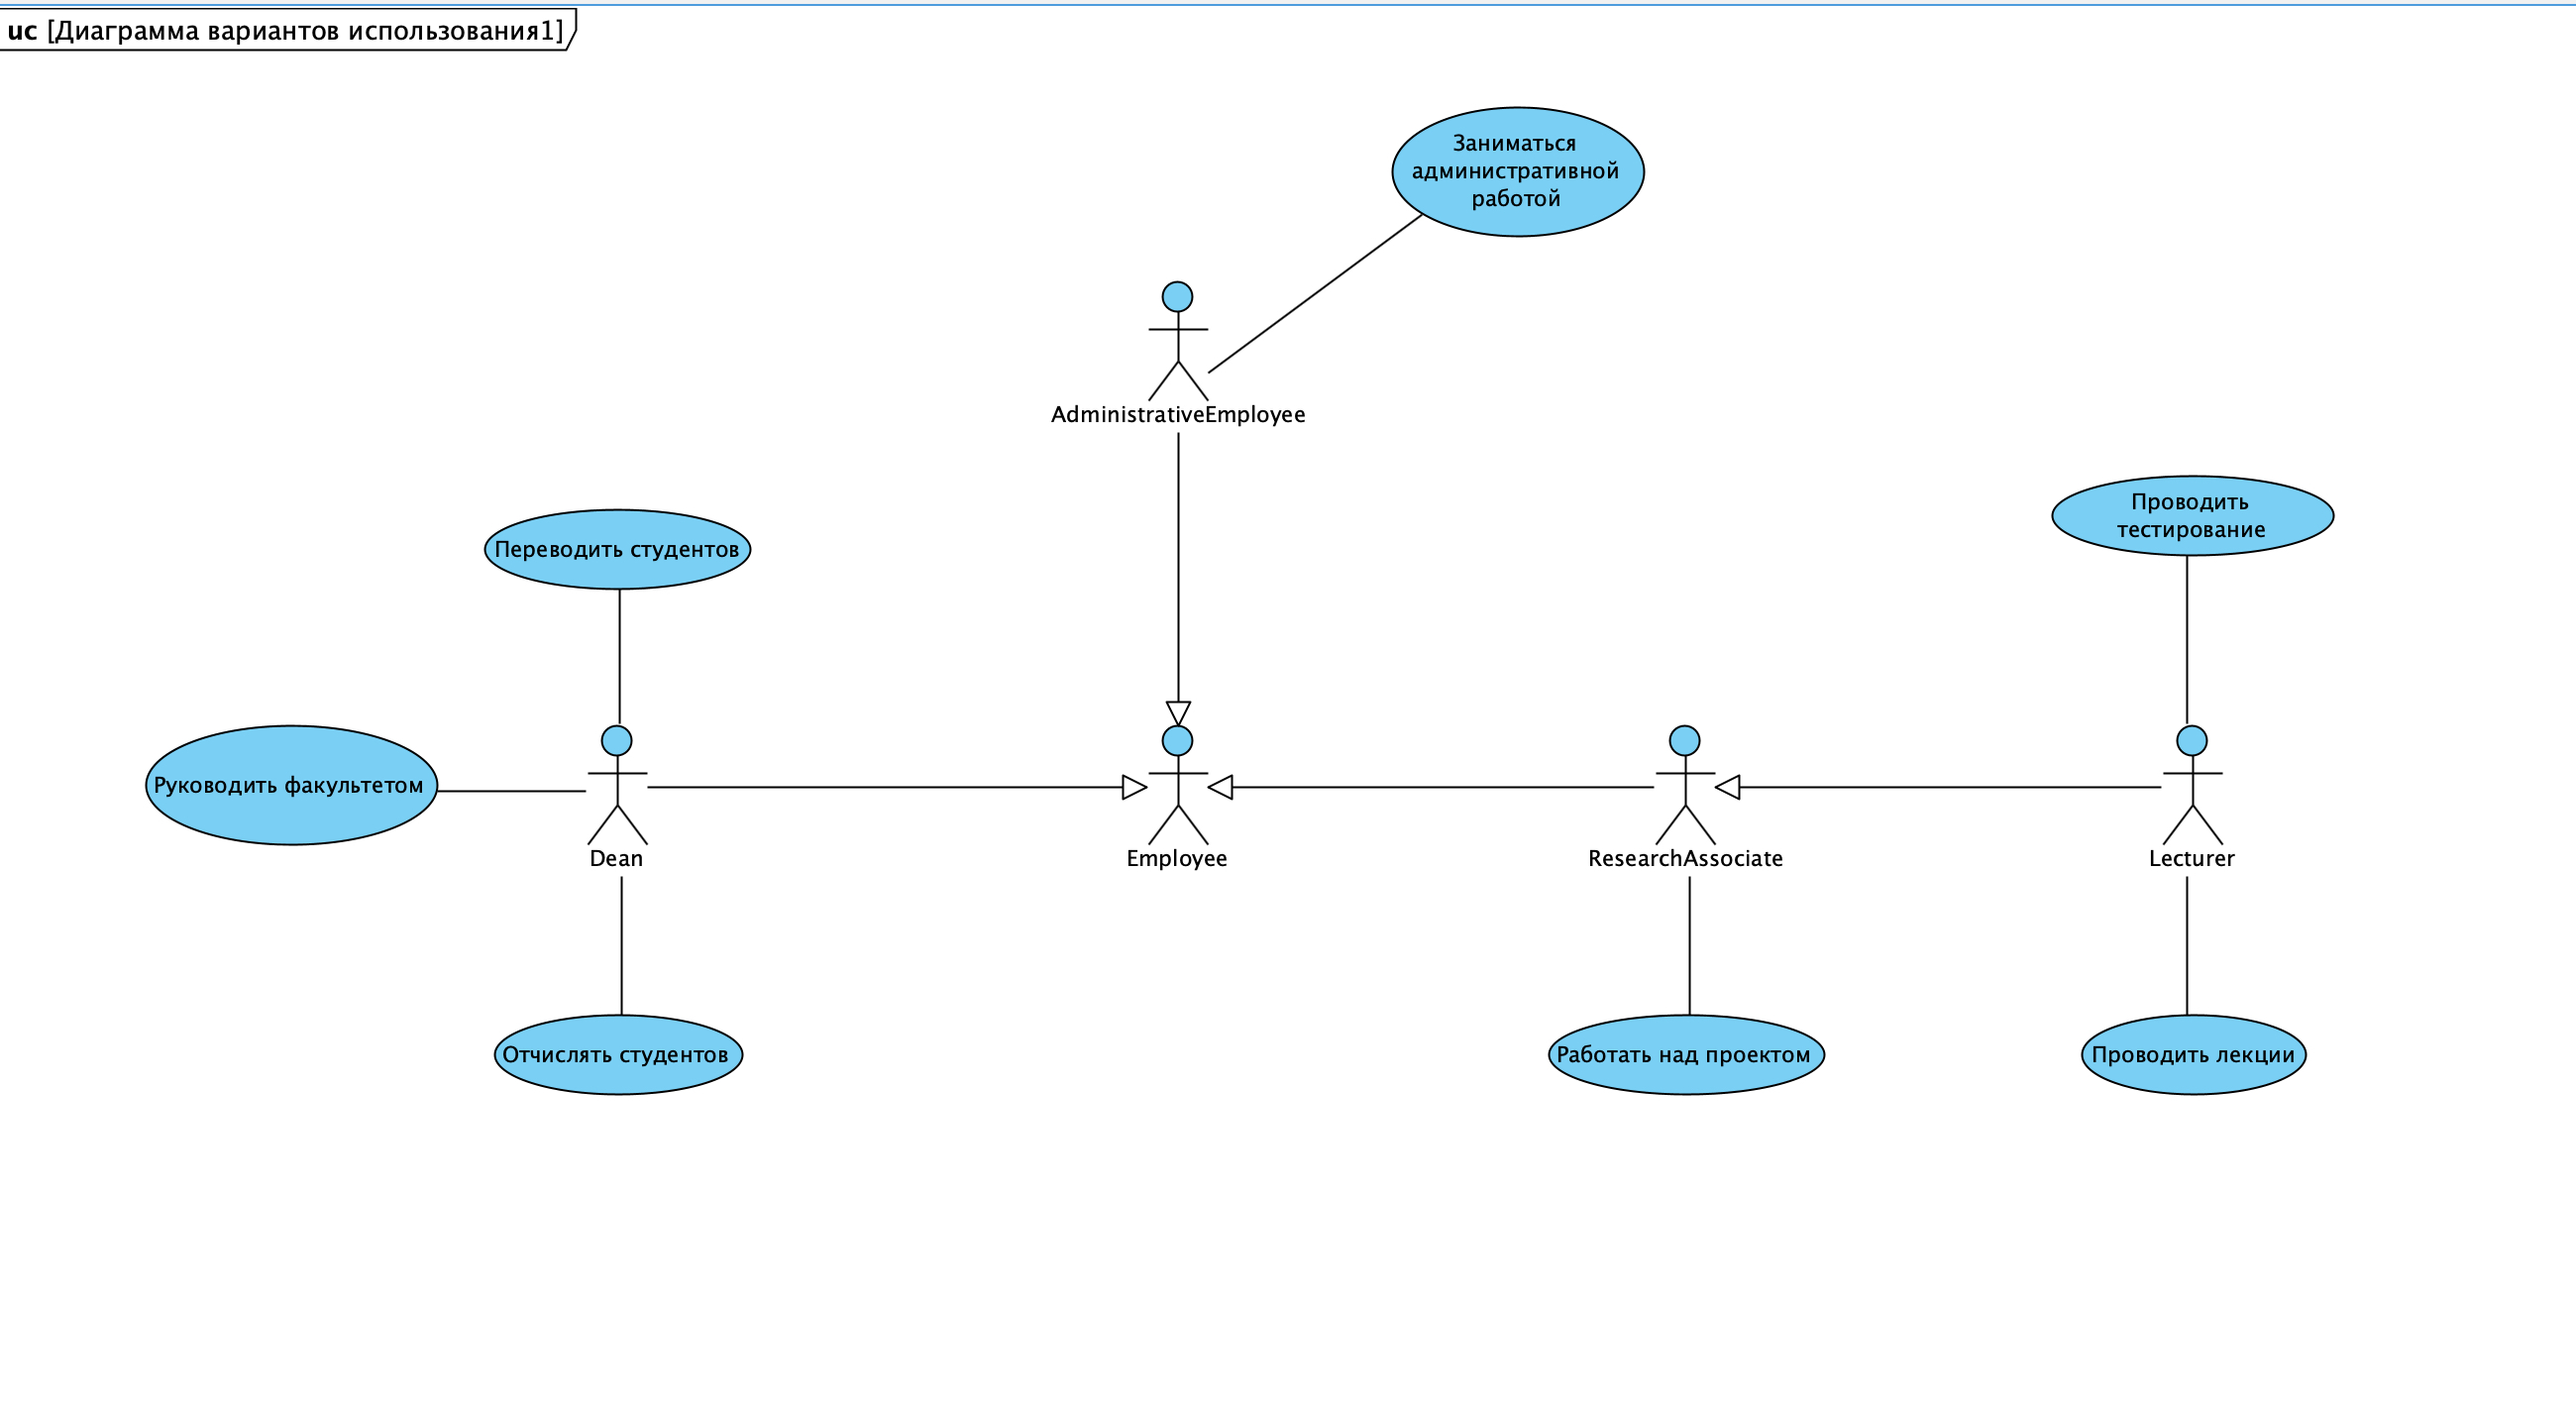 uc [Диаграмма вариантов использования1]
Заниматься
административной
работой
AdministrativeEmployee
Проводить
тестирование
Переводить студентов
Руководить факультетом
Dean
Employee
ResearchAssociate
Lecturer
Отчислять студентов
Работать над проектом
Проводить лекции